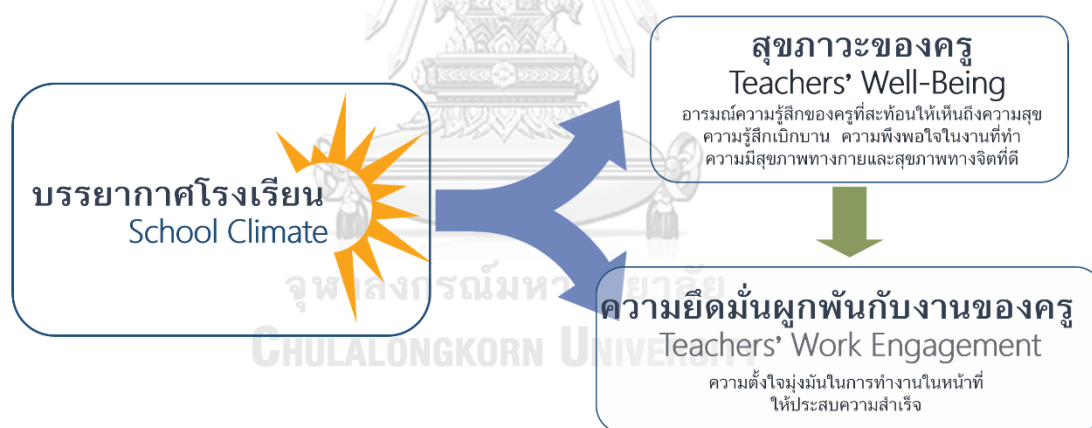 บรรยากาศโรงเรียน
School Climate
สุขภาวะของครู
Teachers' Well-Being
อารมณ์ความรู้สึกของครูที่สะท้อนให้เห็นถึงความสุข
ความรู้สึกเบิกบาน ความพึงพอใจในงานที่ทำ
ความมีสุขภาพทางกายและสุขภาพทางจิตที่ดี
ความยึดมั่นผูกพันกับงานของครู
Teachers' Work Engagement
ความตั้งใจมุ่งมันในการทำงานในหน้าที่
ให้ประสบความสำเร็จ
CHULALONGKORN